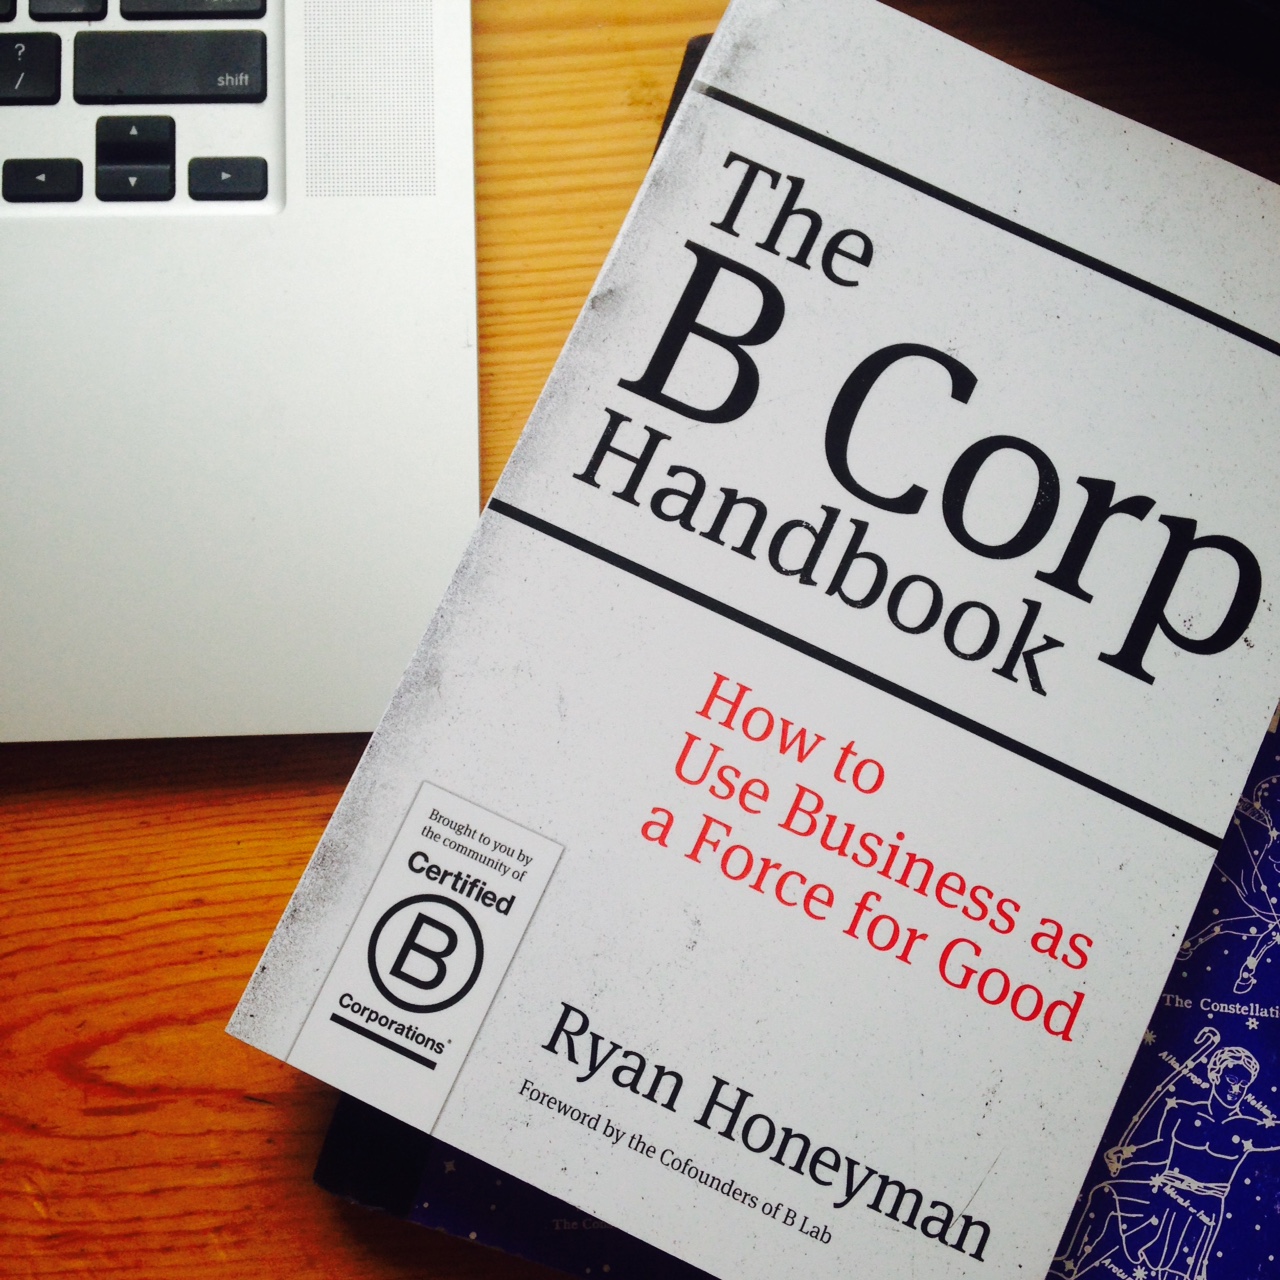 ?
/
shift
The
B Corp
Handbook
How to
Use Business as
a Force for Good
Brought to you by
the community of
Certified
B
Corporations®
Ryan Honeyman
Foreword by the Cofounders of B Lab
The Constellati